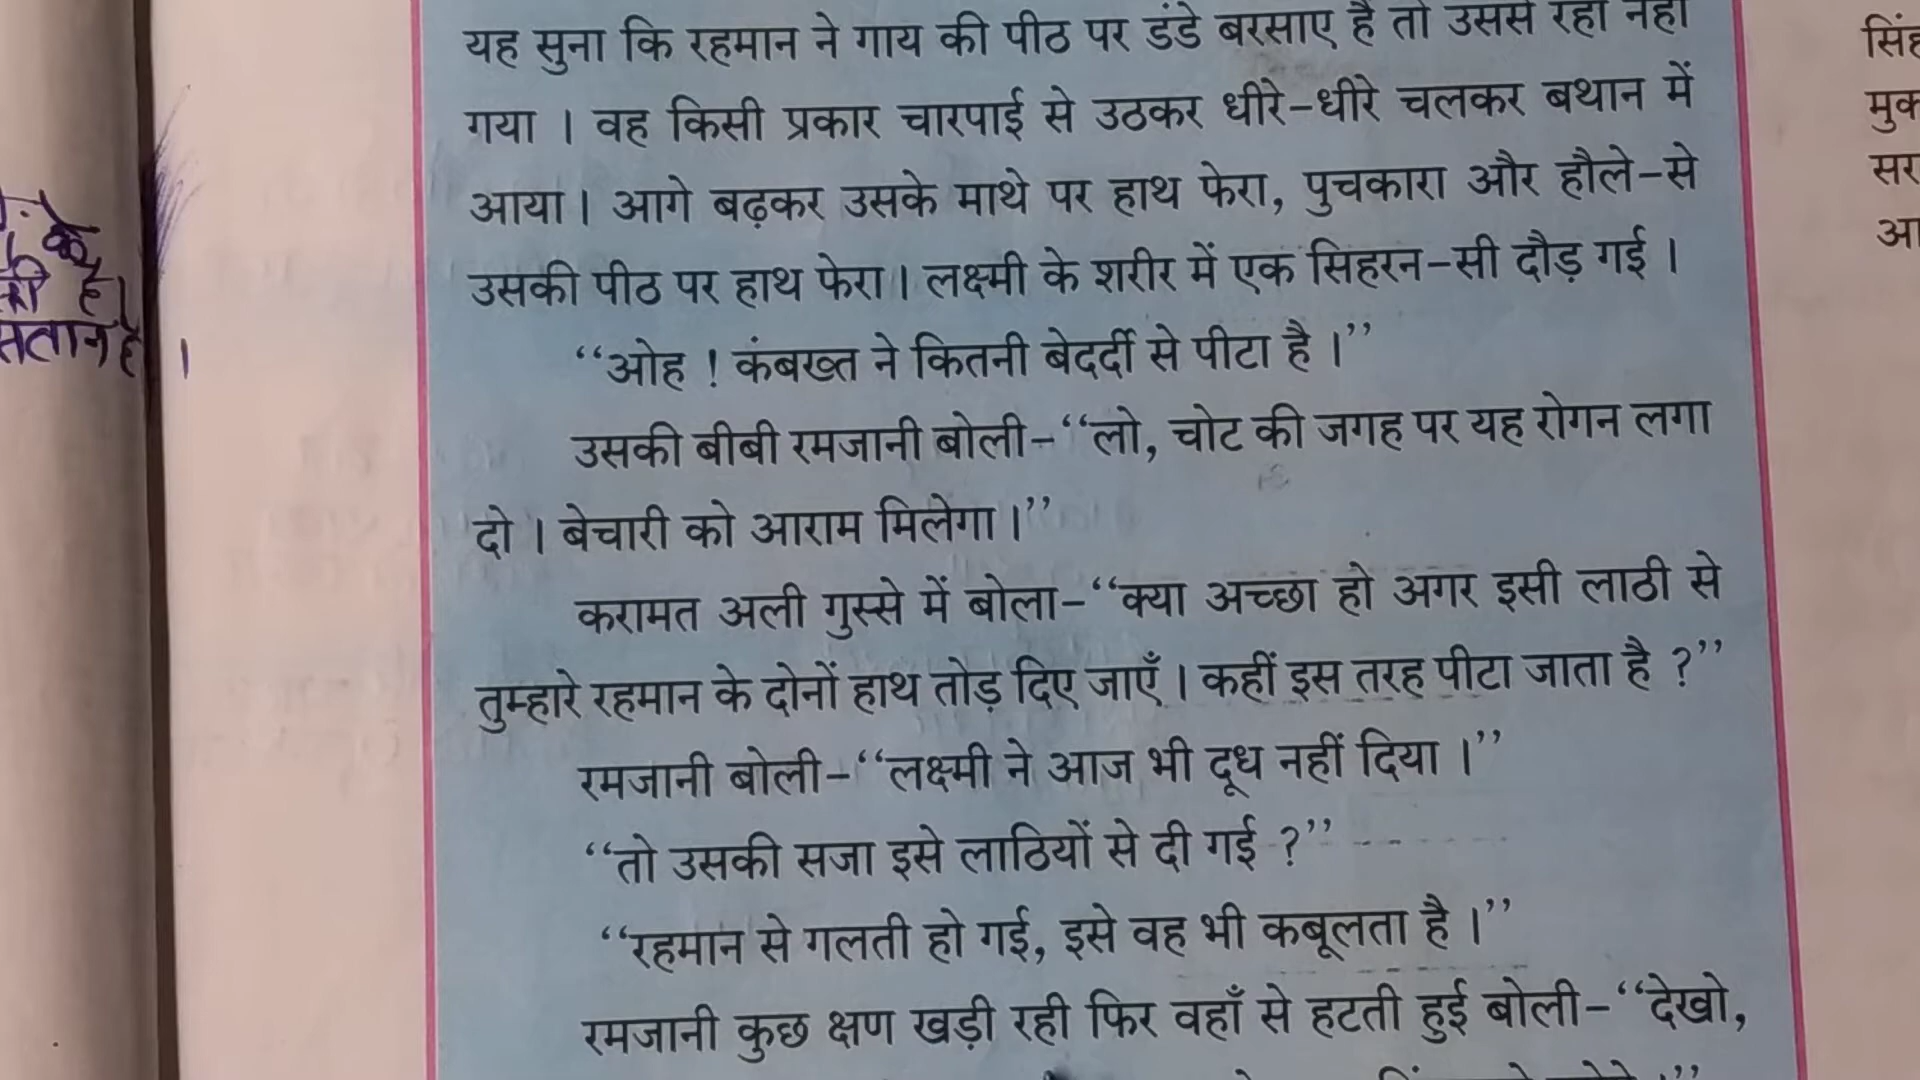 यह सुना कि रहमान ने गाय की पीठ पर डंडे बरसाए हैं तो उससे रहा नहीं
गया । वह किसी प्रकार चारपाई से उठकर धीरे-धीरे चलकर बथान में
आया । आगे बढ़कर उसके माथे पर हाथ फेरा, पुचकारा और हौले-से
उसकी पीठ पर हाथ फेरा । लक्ष्मी के शरीर में एक सिहरन-सी दौड़ गई ।
‘‘ओह ! कंबख्त ने कितनी बेदर्दी से पीटा है ।’’
उसकी बीबी रमजानी बोली-‘‘लो, चोट की जगह पर यह रोगन लगा
दो । बेचारी को आराम मिलेगा ।’’
करामत अली गुस्से में बोला-‘‘क्या अच्छा हो अगर इसी लाठी से
तुम्हारे रहमान के दोनों हाथ तोड़ दिए जाएँ । कहीं इस तरह पीटा जाता है ?’’
रमजानी बोली-‘‘लक्ष्मी ने आज भी दूध नहीं दिया ।’’
‘‘तो उसकी सजा इसे लाठियों से दी गई ?’’
‘‘रहमान से गलती हो गई, इसे वह भी कबूलता है ।’’
रमजानी कुछ क्षण खड़ी रही फिर वहाँ से हटती हुई बोली-‘‘देखो,